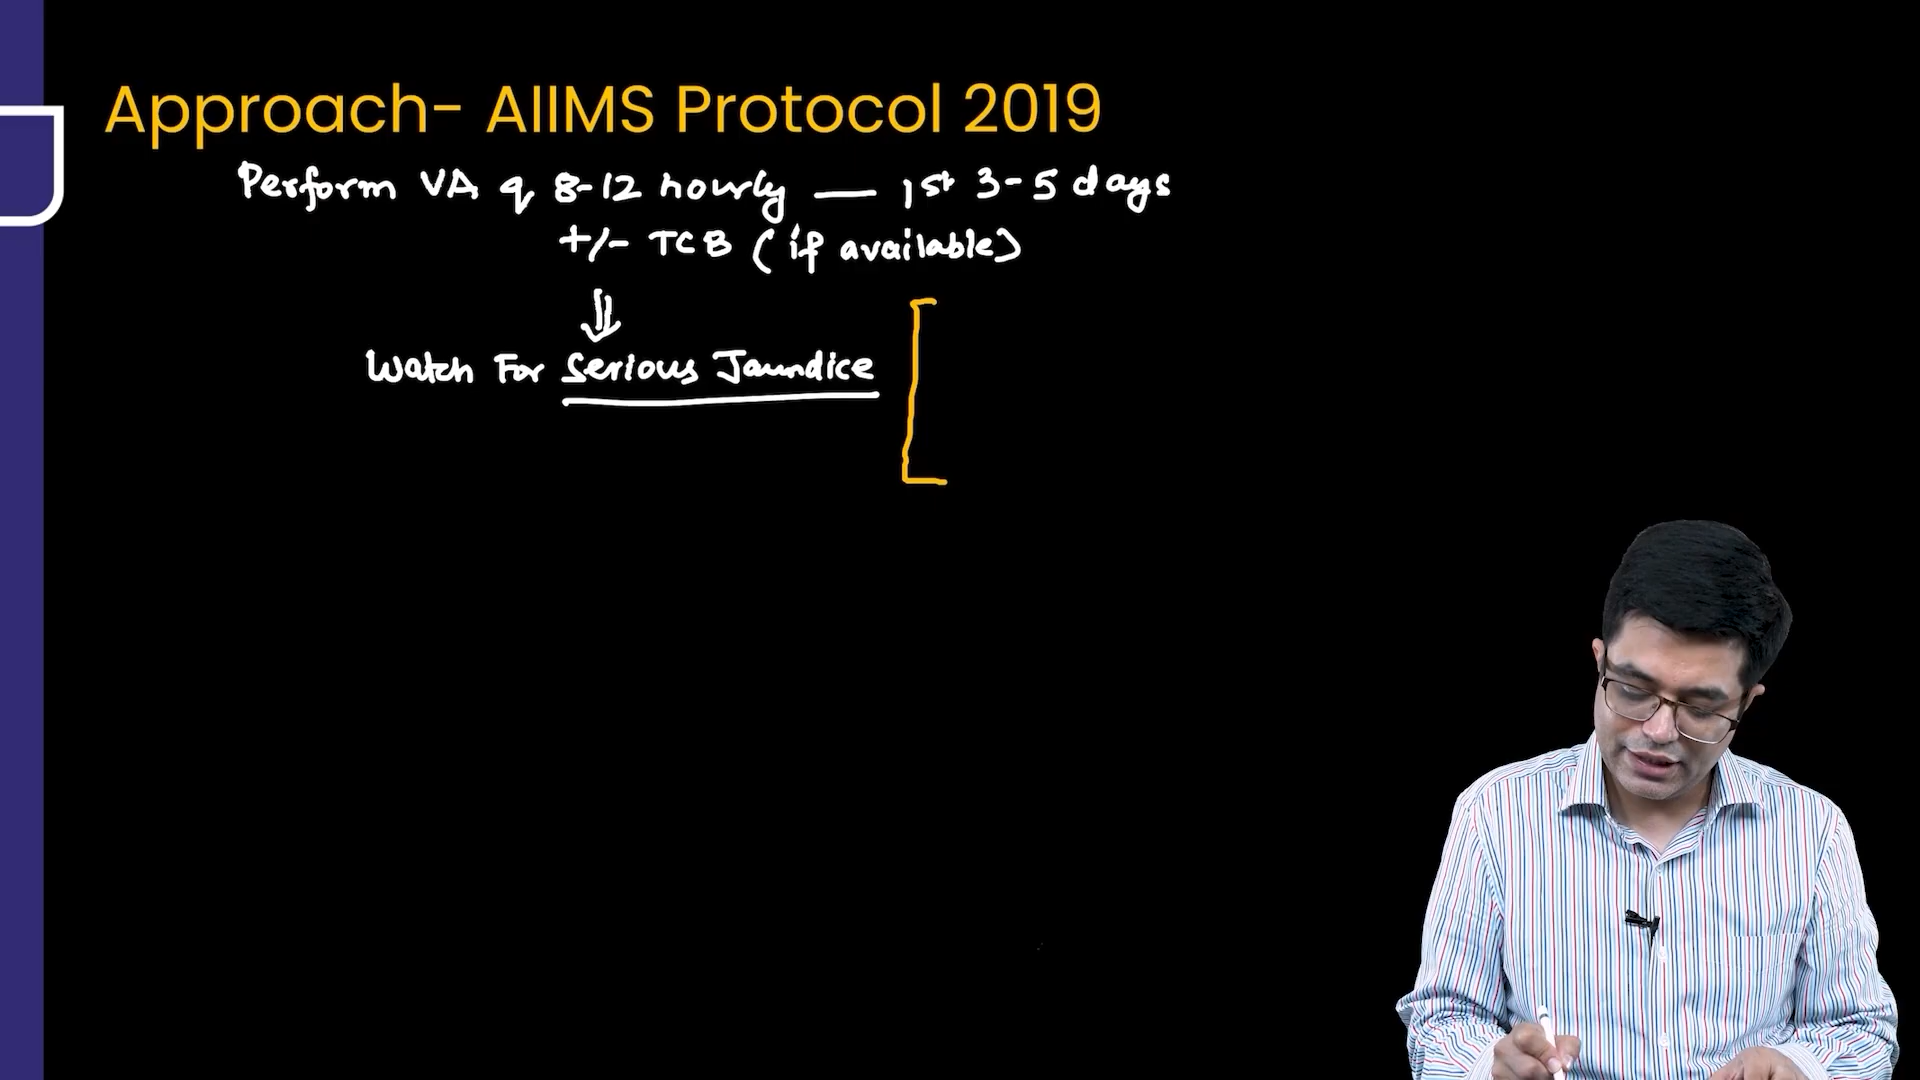 Approach- AIIMS Protocol 2019
Perform VA q 8-12 hourly — 1st 3-5 days
+/- TCB (if available)
⇓
Watch For Serious Jaundice